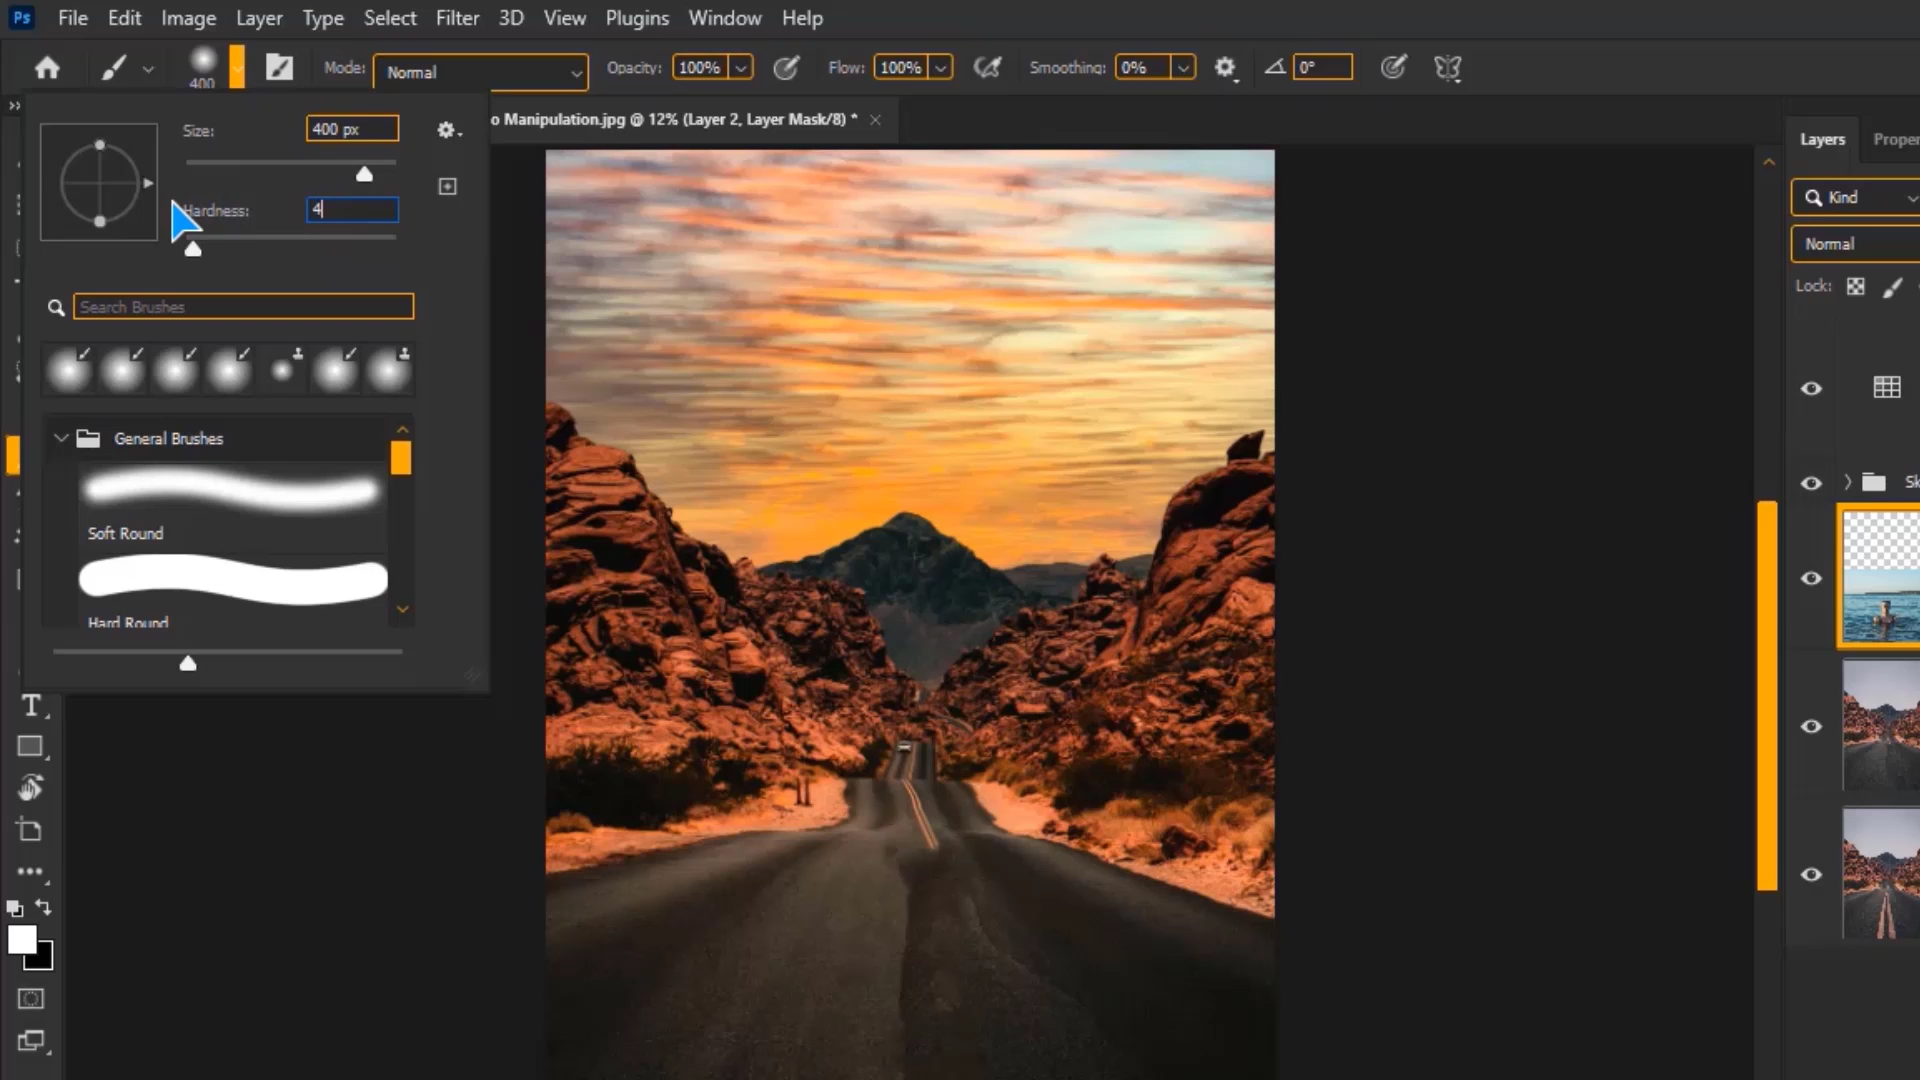 Ps File Edit Image Layer Type Select Filter 3D View Plugins Window Help
400 Mode: Normal Opacity: 100% Flow: 100% Smoothing: 0% 0°
o Manipulation.jpg @ 12% (Layer 2, Layer Mask/8) *
Size: 400 px
Hardness: 4
Search Brushes
General Brushes
Soft Round
Hard Round
T
Layers Proper
Kind
Normal
Lock:
Sk